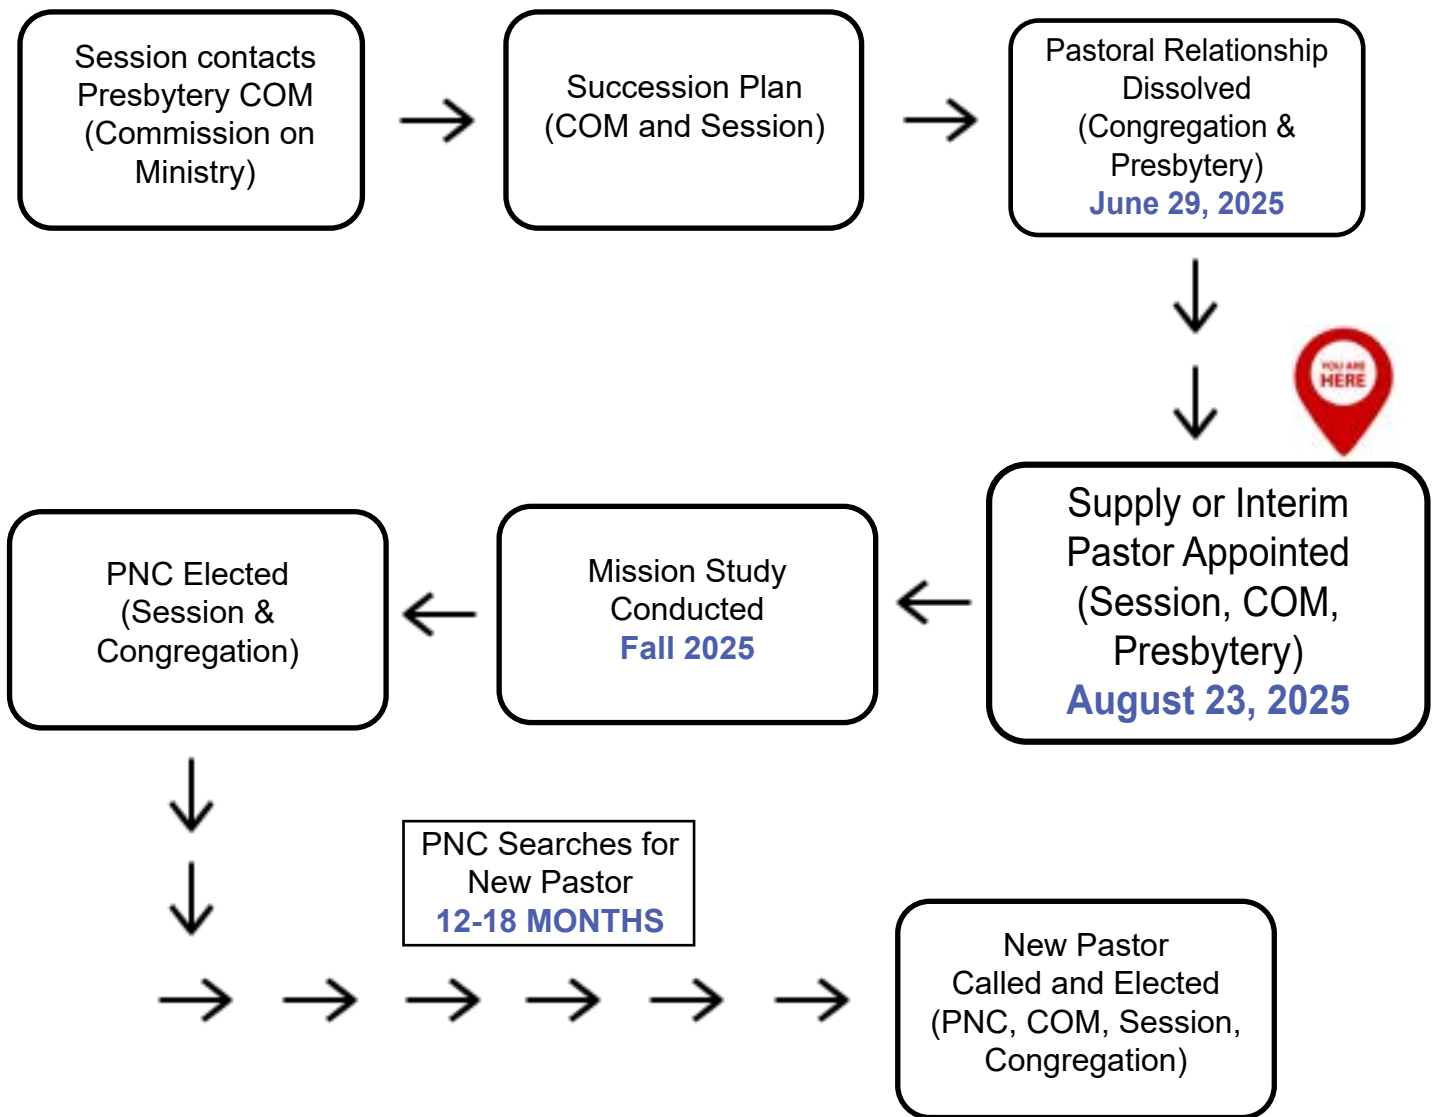 Session contacts
Presbytery COM
(Commission on
Ministry)
Succession Plan
(COM and Session)
Pastoral Relationship
Dissolved
(Congregation &
Presbytery)
June 29, 2025
YOU ARE
HERE
Supply or Interim
Pastor Appointed
(Session, COM,
Presbytery)
August 23, 2025
Mission Study
Conducted
Fall 2025
PNC Elected
(Session &
Congregation)
PNC Searches for
New Pastor
12-18 MONTHS
New Pastor
Called and Elected
(PNC, COM, Session,
Congregation)